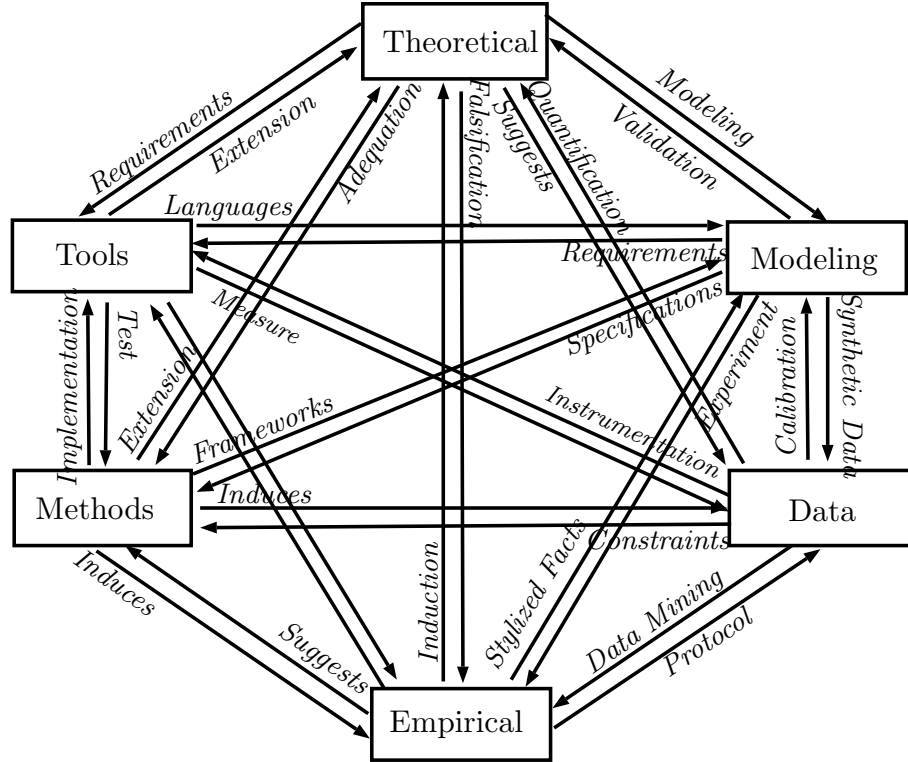 Theoretical
Requirements
Extension
Adequation
Falsification
Suggests
Quantification
Modeling
Validation
Languages
Tools
Requirements
Modeling
Measure
Specifications
Implementation
Test
Extension
Frameworks
Instrumentation
Experiment
Calibration
Synthetic Data
Methods
Induces
Data
Constraints
Induces
Suggests
Induction
Stylized Facts
Data Mining
Protocol
Empirical